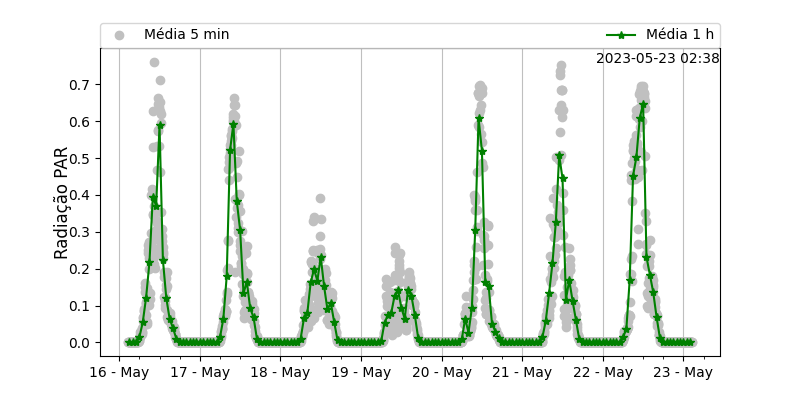 Média 5 min
Média 1 h
2023-05-23 02:38
Radiação PAR
0.7
0.6
0.5
0.4
0.3
0.2
0.1
0.0
16 - May
17 - May
18 - May
19 - May
20 - May
21 - May
22 - May
23 - May